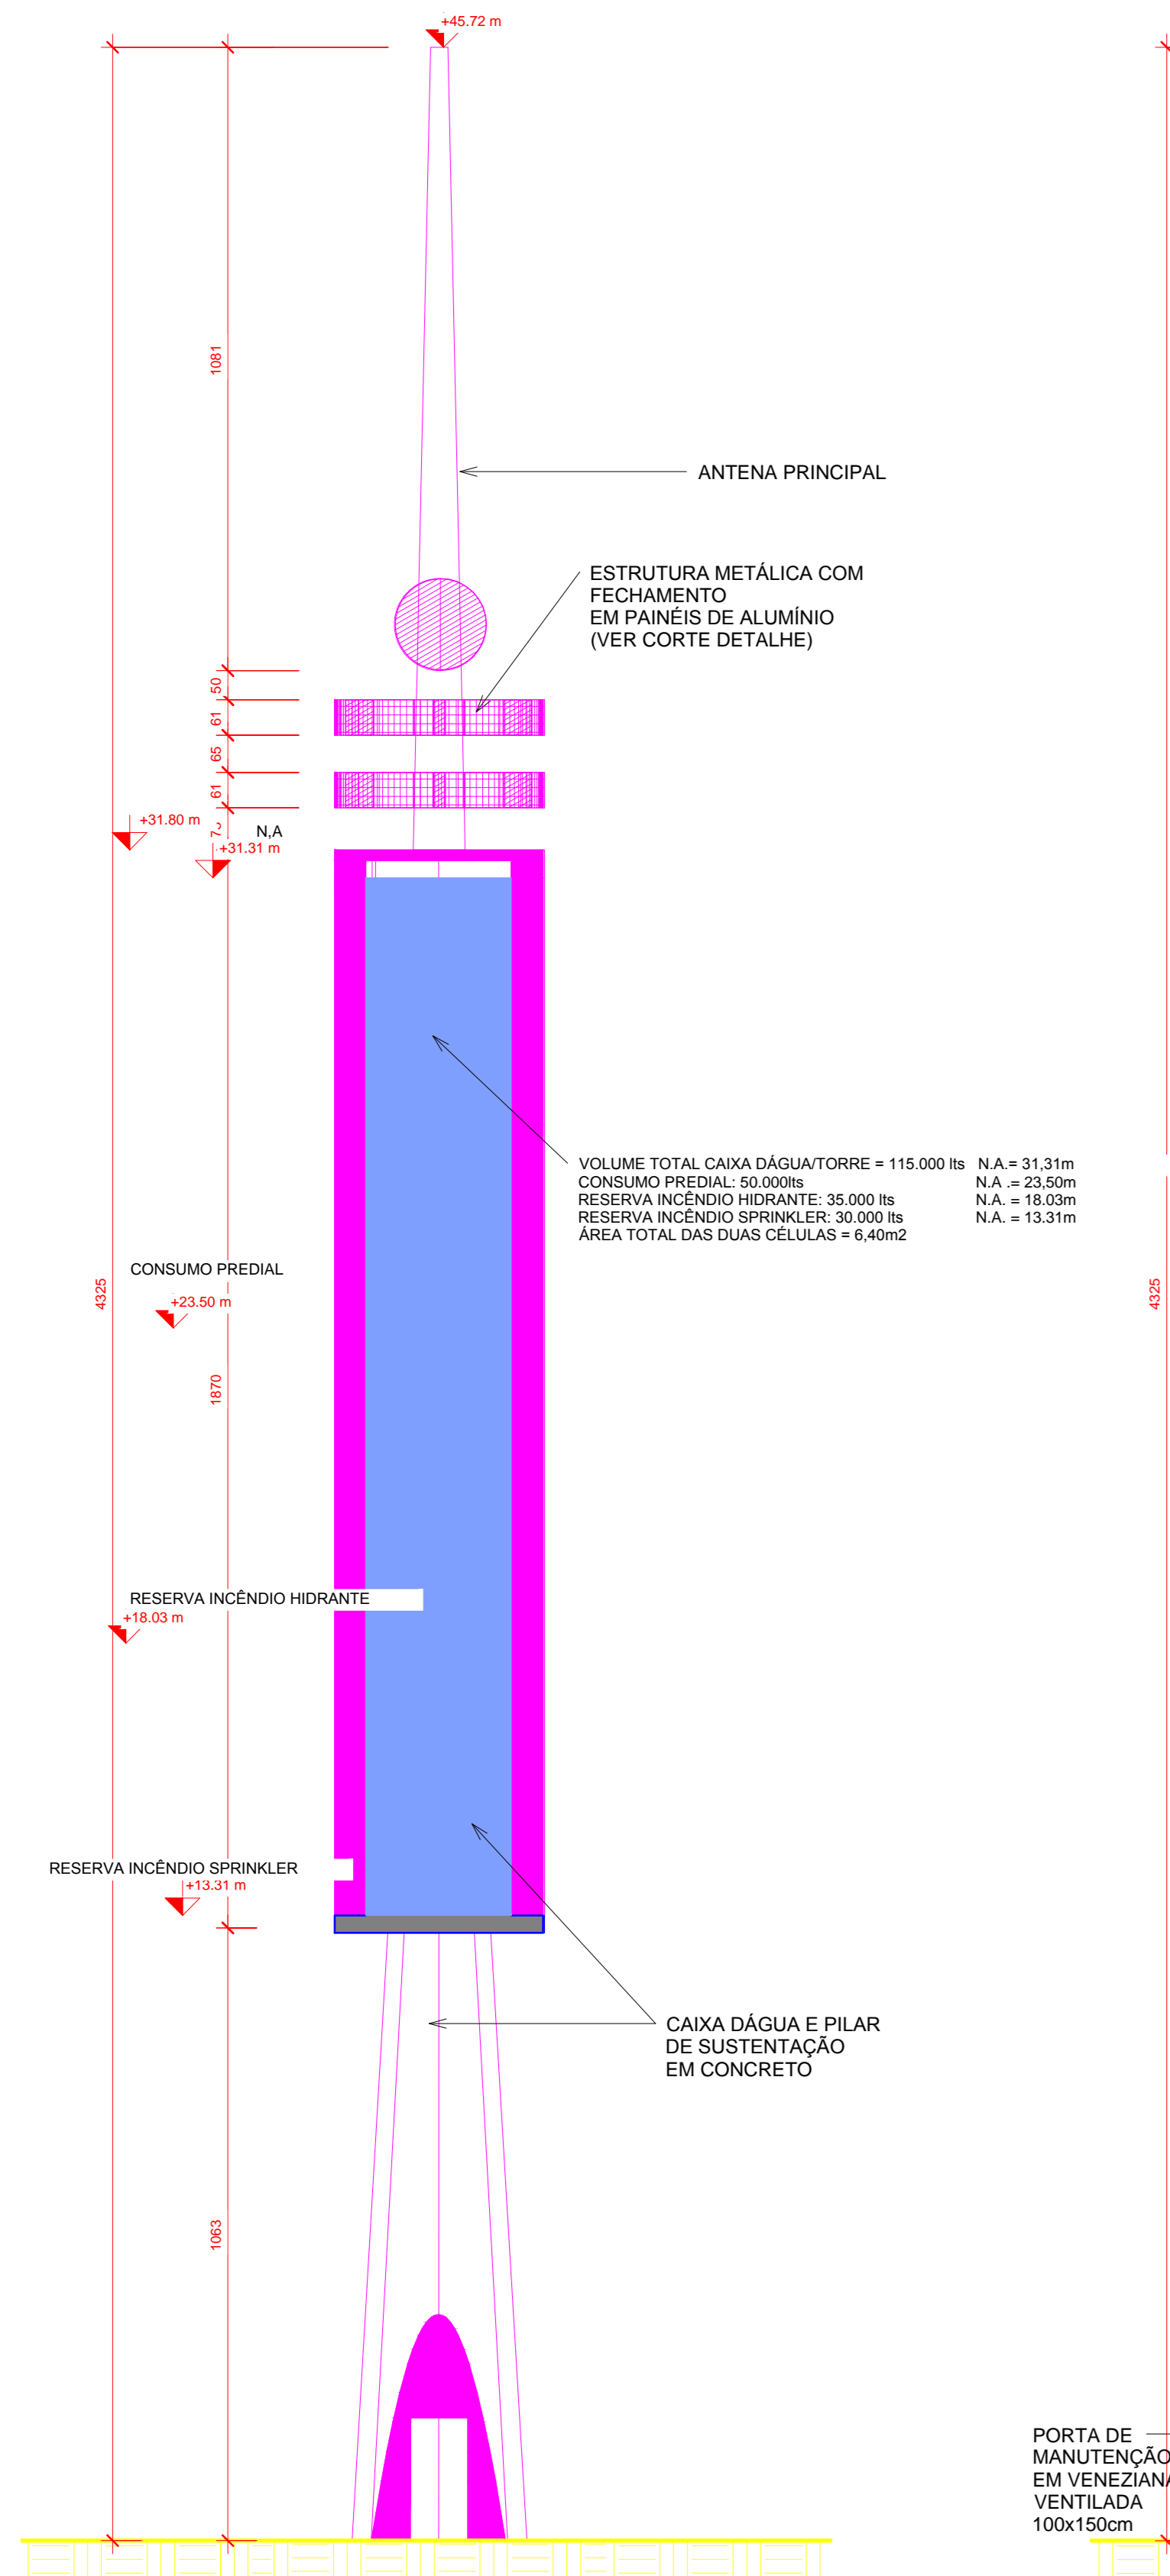 +45.72 m
1081
ANTENA PRINCIPAL
ESTRUTURA METÁLICA COM
FECHAMENTO
EM PAINÉIS DE ALUMÍNIO
(VER CORTE DETALHE)
50
61
65
61
+31.80 m
N,A
+31.31 m
VOLUME TOTAL CAIXA DÁGUA/TORRE = 115.000 lts N.A.= 31,31m
CONSUMO PREDIAL: 50.000lts N.A .= 23,50m
RESERVA INCÊNDIO HIDRANTE: 35.000 lts N.A. = 18.03m
RESERVA INCÊNDIO SPRINKLER: 30.000 lts N.A. = 13.31m
ÁREA TOTAL DAS DUAS CÉLULAS = 6,40m2
CONSUMO PREDIAL
4325
4325
+23.50 m
1870
RESERVA INCÊNDIO HIDRANTE
+18.03 m
RESERVA INCÊNDIO SPRINKLER
+13.31 m
CAIXA DÁGUA E PILAR
DE SUSTENTAÇÃO
EM CONCRETO
1063
PORTA DE
MANUTENÇÃO
EM VENEZIANA
VENTILADA
100x150cm